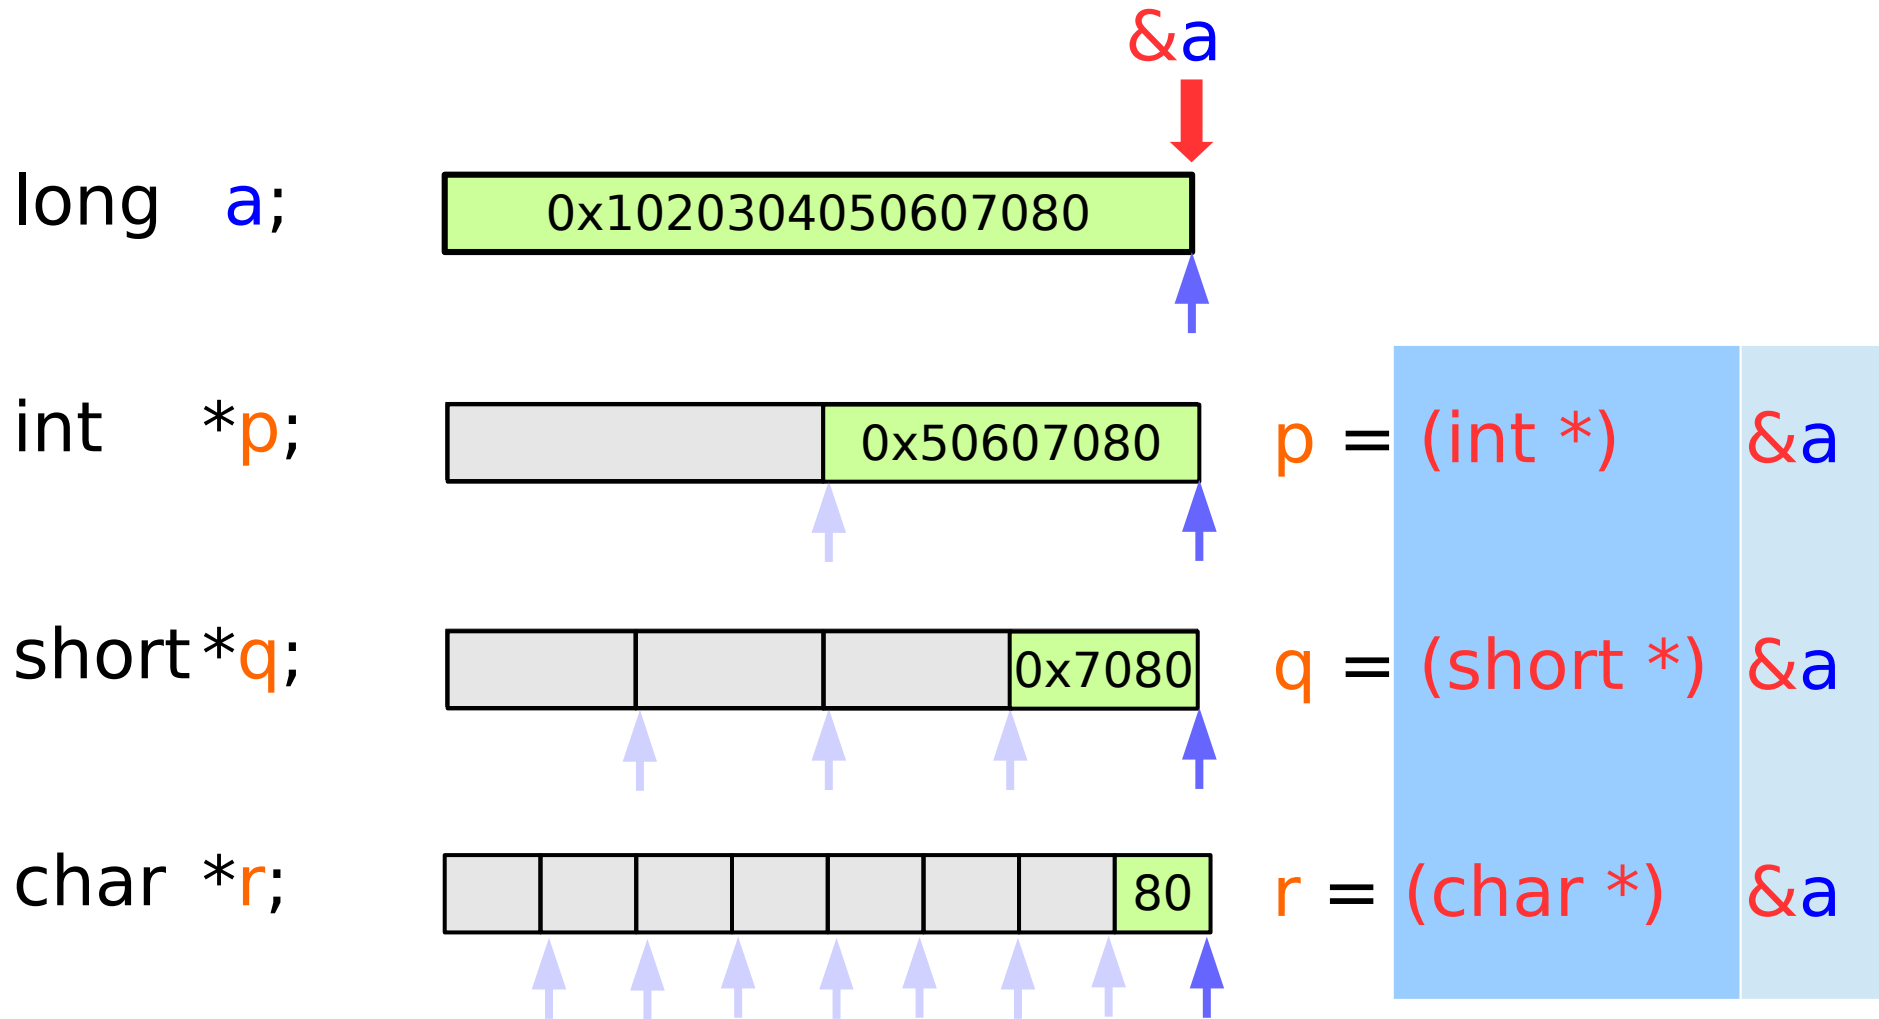 &a
long a; 0x1020304050607080
int *p; 0x50607080 p = (int *) &a
short *q; 0x7080 q = (short *) &a
char *r; 80 r = (char *) &a